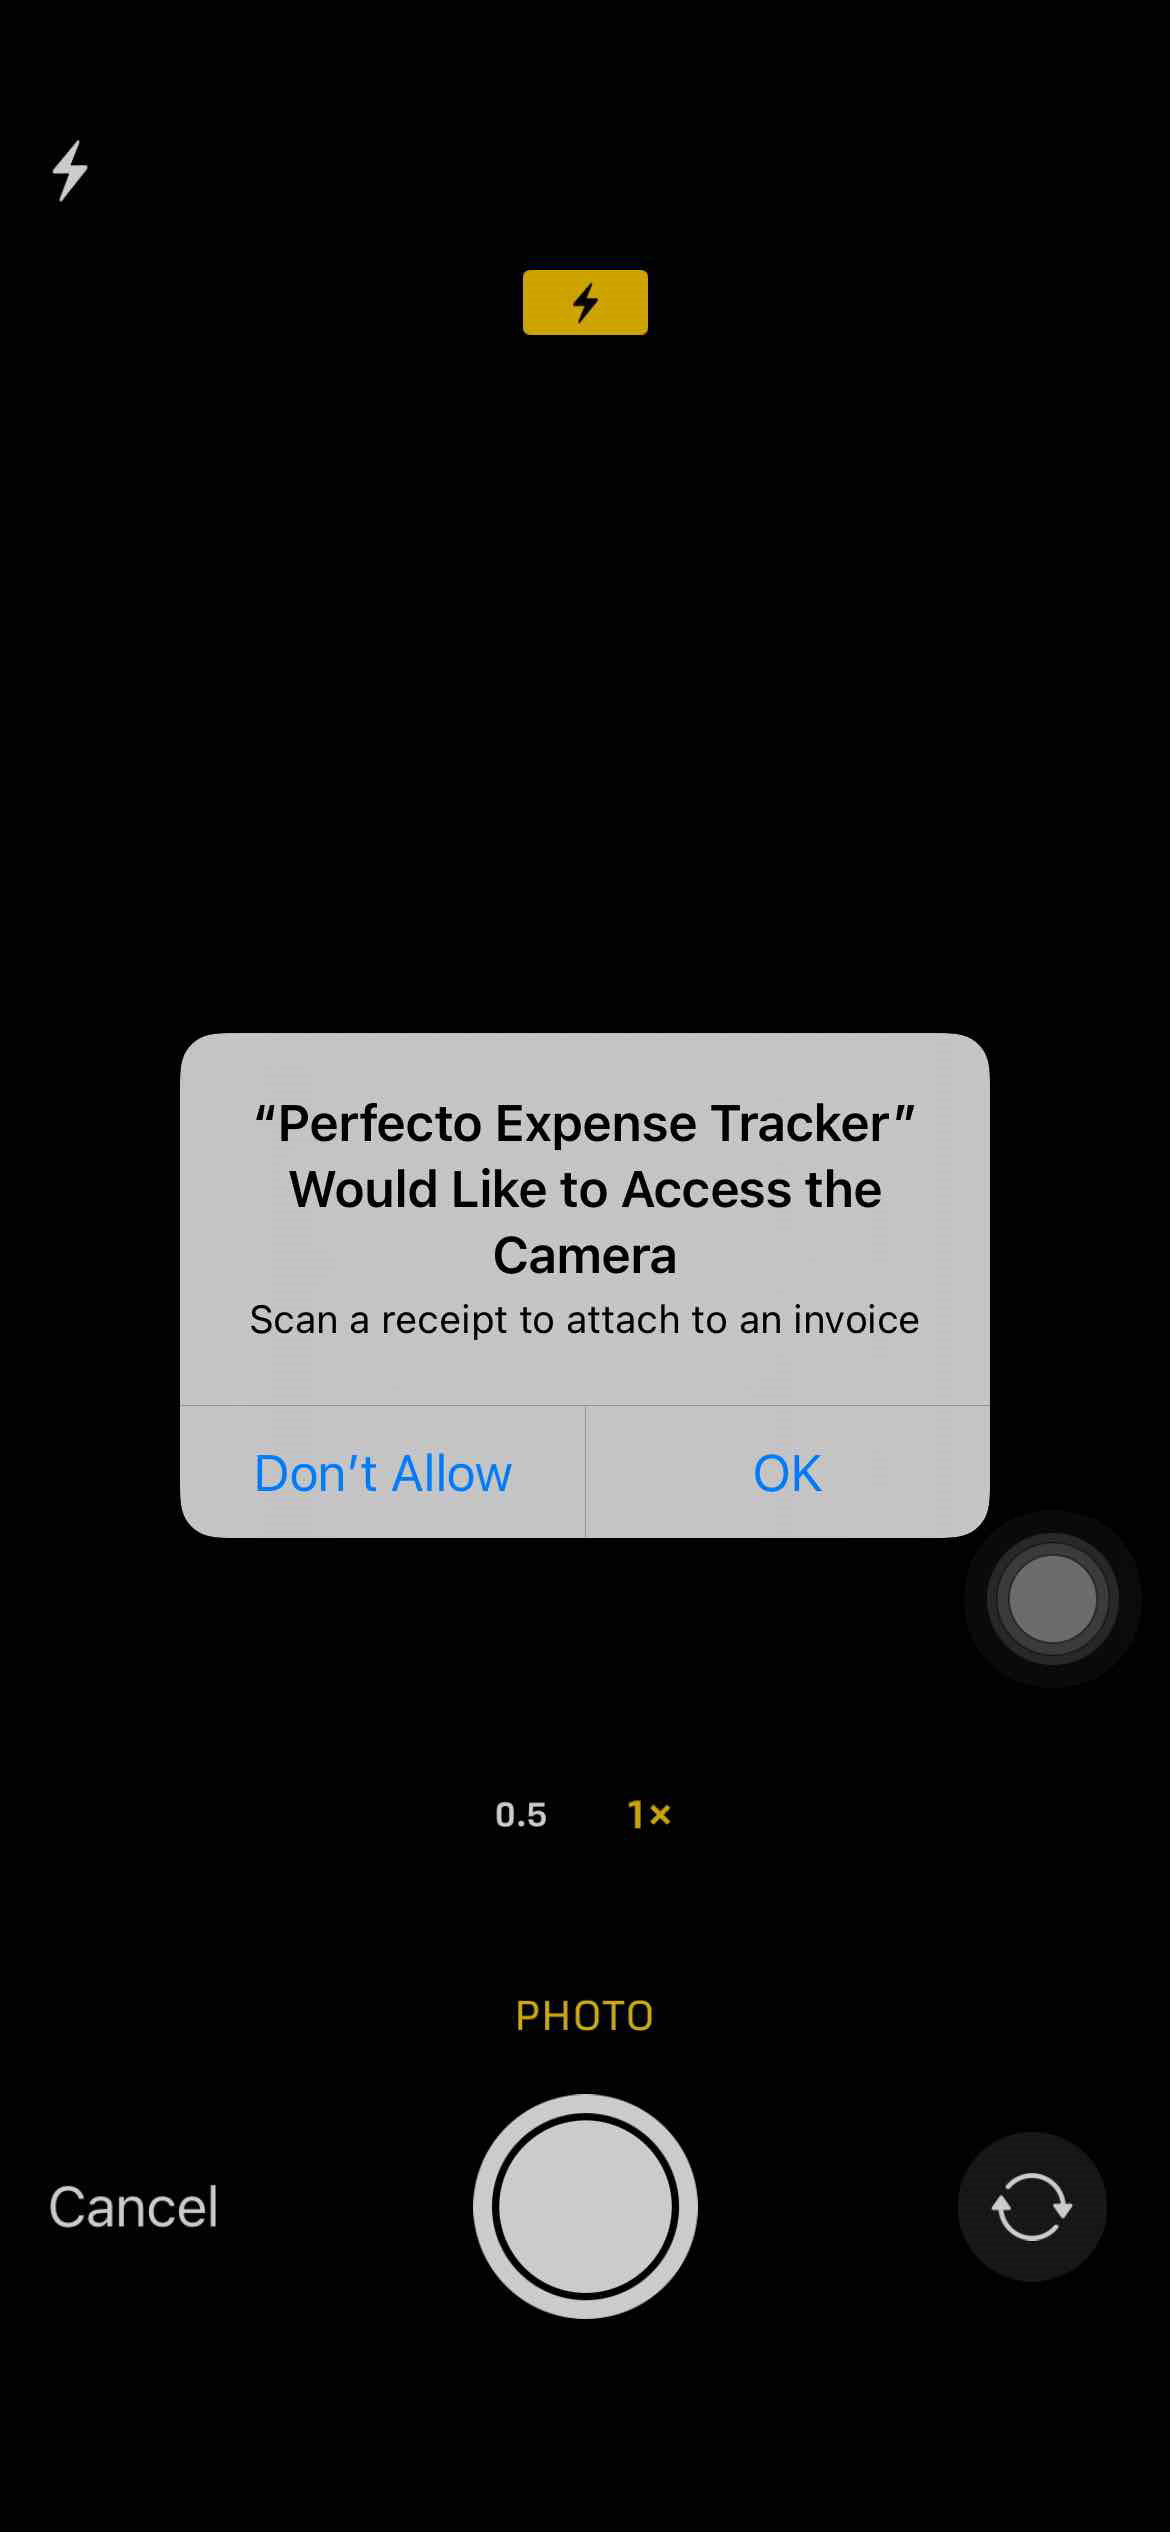 “Perfecto Expense Tracker”
Would Like to Access the
Camera
Scan a receipt to attach to an invoice
Don’t Allow
OK
0.5
1×
PHOTO
Cancel